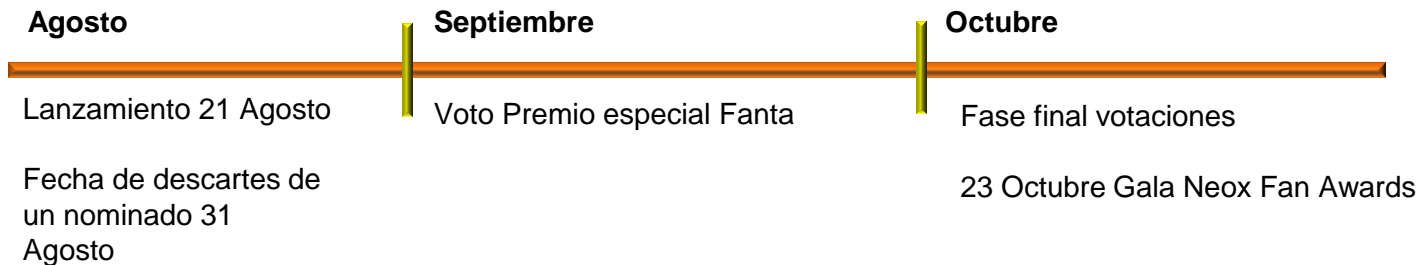 Agosto
Septiembre
Octubre
Lanzamiento 21 Agosto
Fecha de descartes de
un nominado 31
Agosto
Voto Premio especial Fanta
Fase final votaciones
23 Octubre Gala Neox Fan Awards